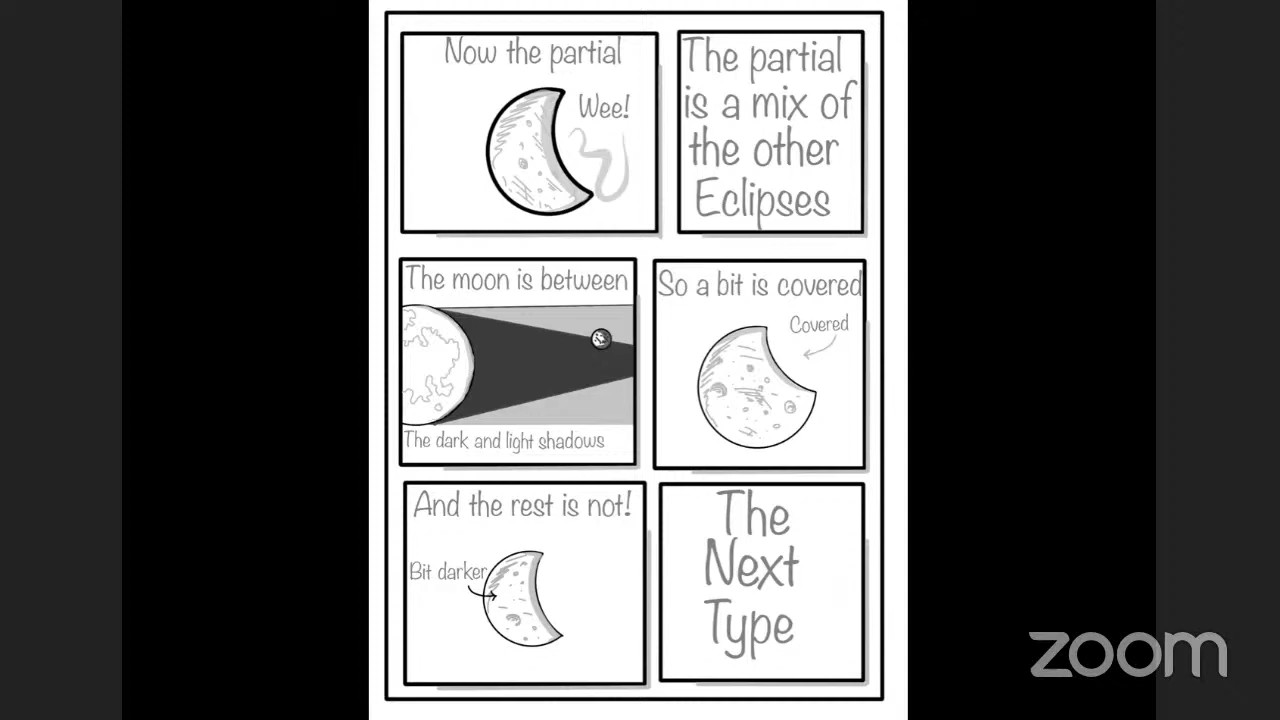 Now the partial
Wee!
The partial
is a mix of
the other
Eclipses
The moon is between
The dark and light shadows
So a bit is covered
Covered
And the rest is not!
Bit darker
The
Next
Type
zoom